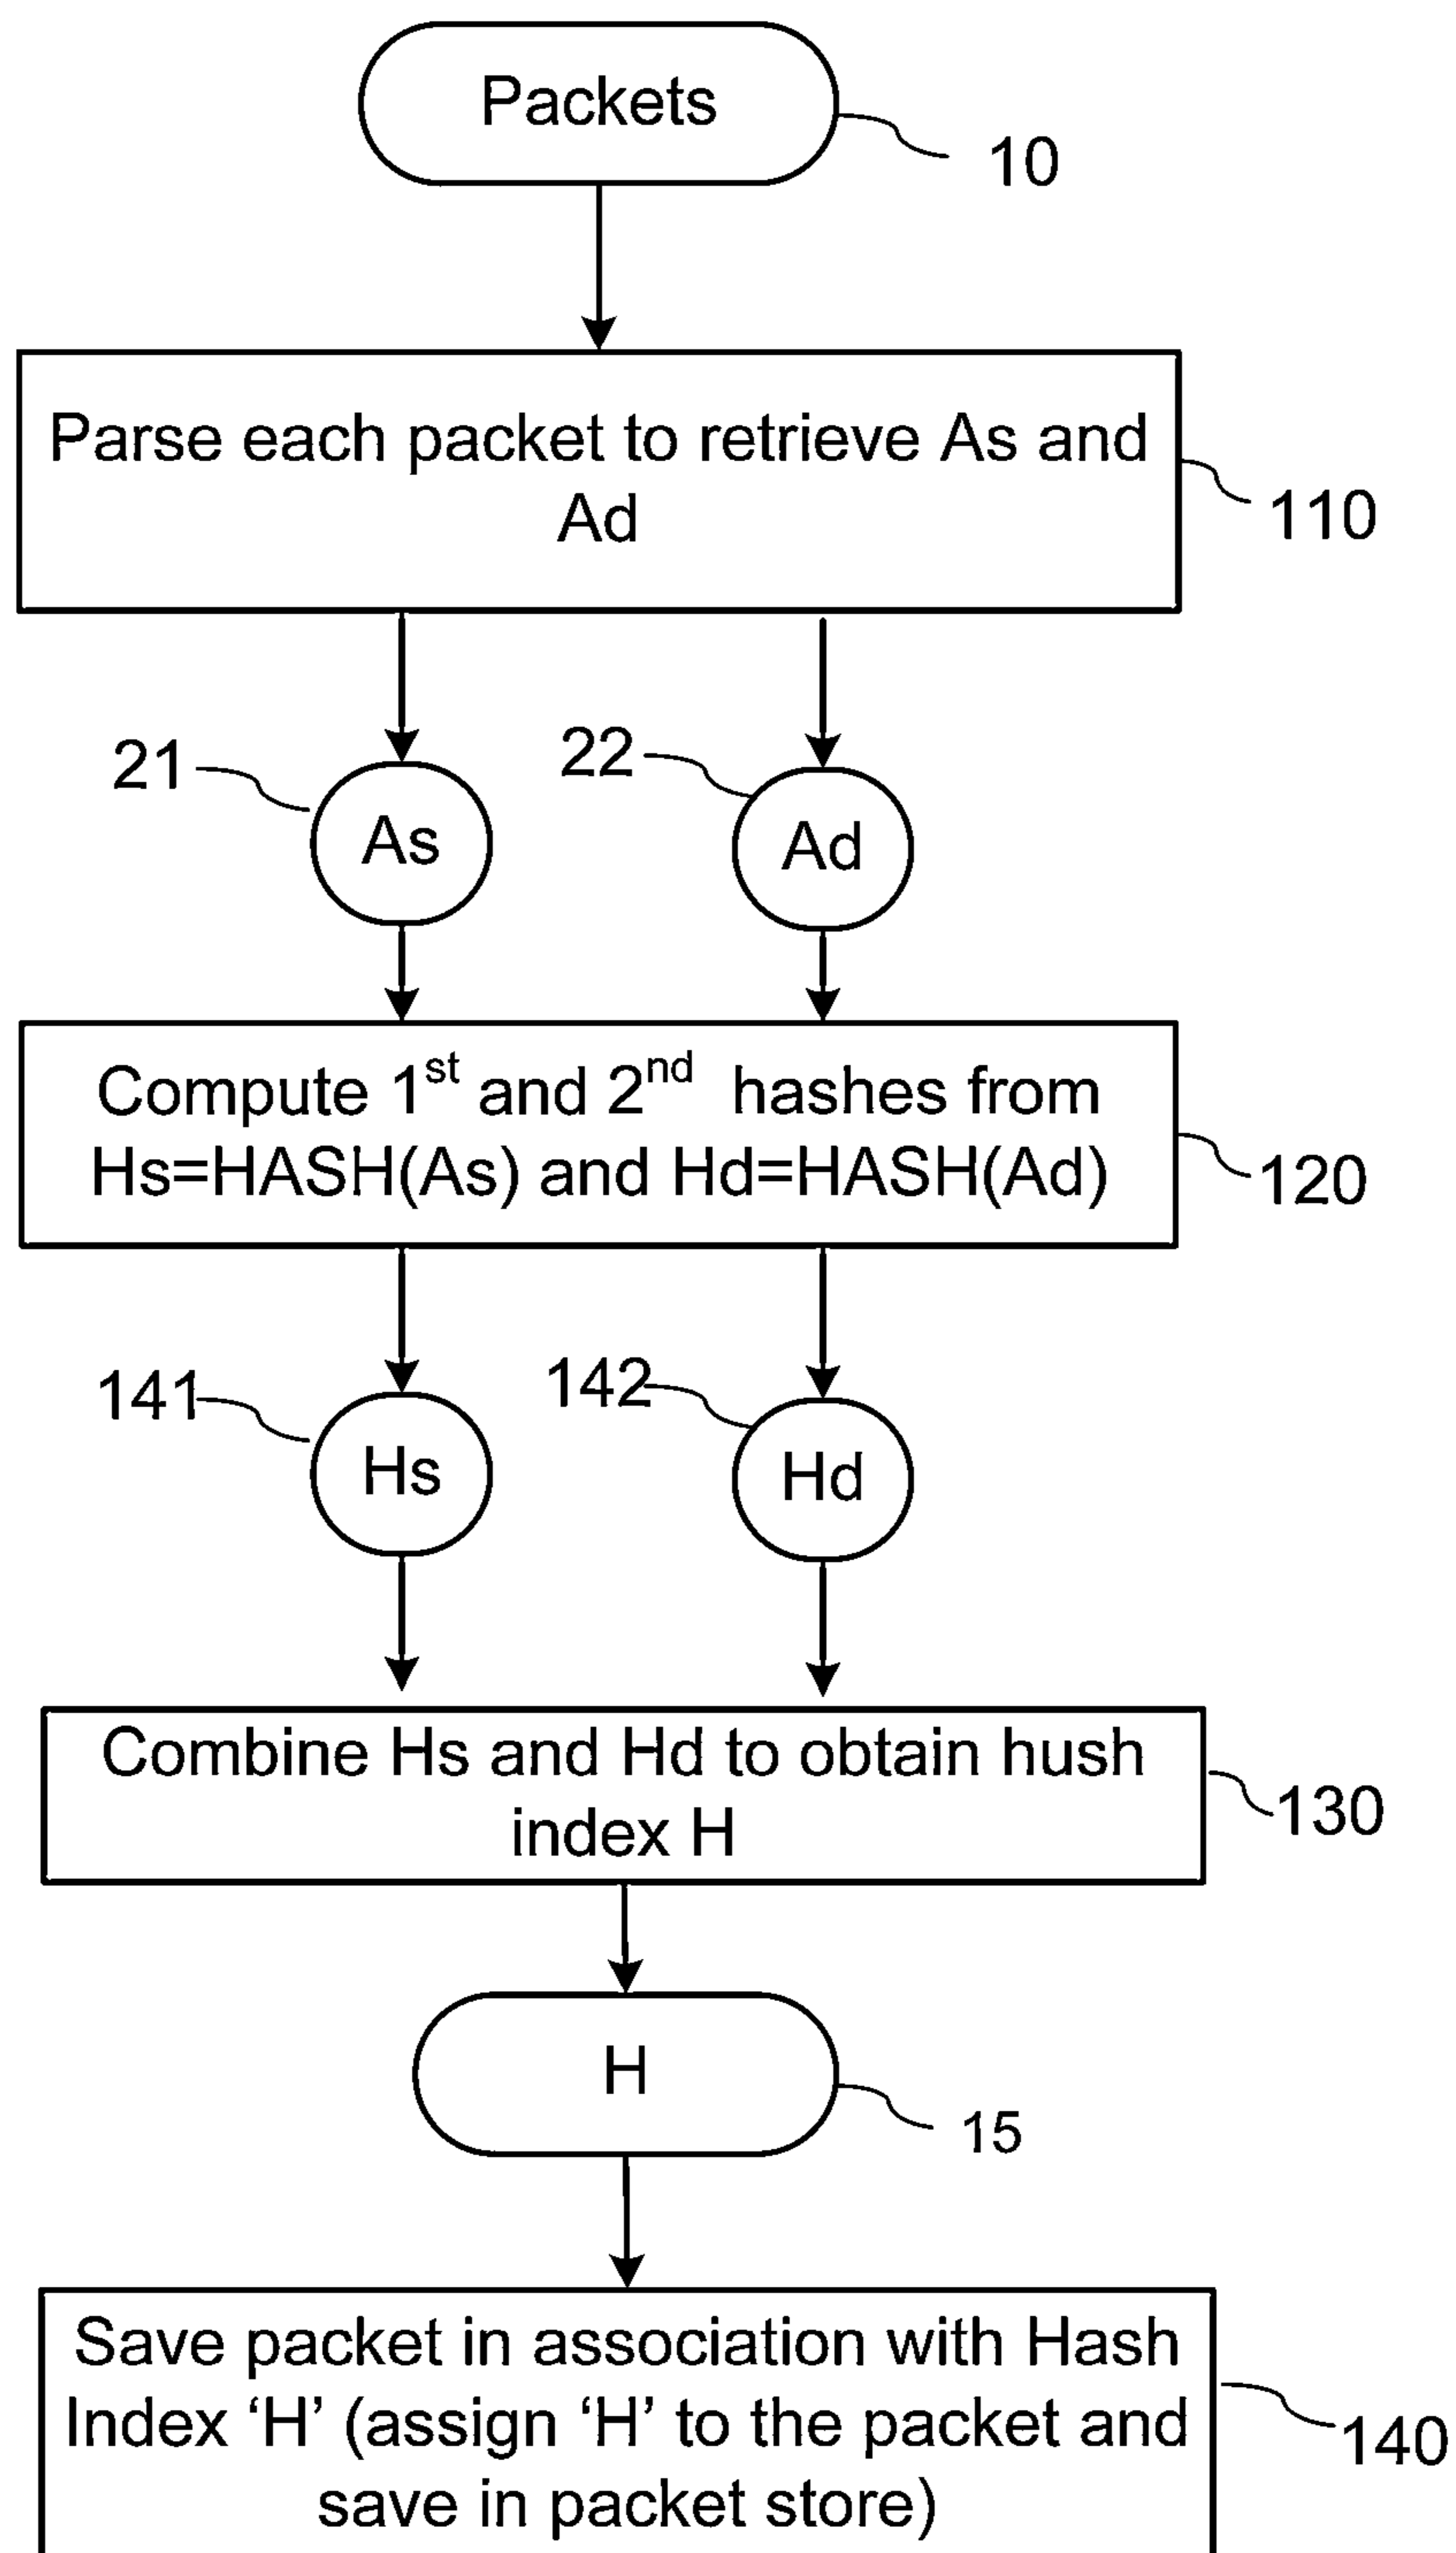 Packets
10
Parse each packet to retrieve As and
Ad
110
21
22
As
Ad
Compute 1st and 2nd hashes from
Hs=HASH(As) and Hd=HASH(Ad)
120
141
142
Hs
Hd
Combine Hs and Hd to obtain hush
index H
130
H
15
Save packet in association with Hash
Index ‘H’ (assign ‘H’ to the packet and
save in packet store)
140